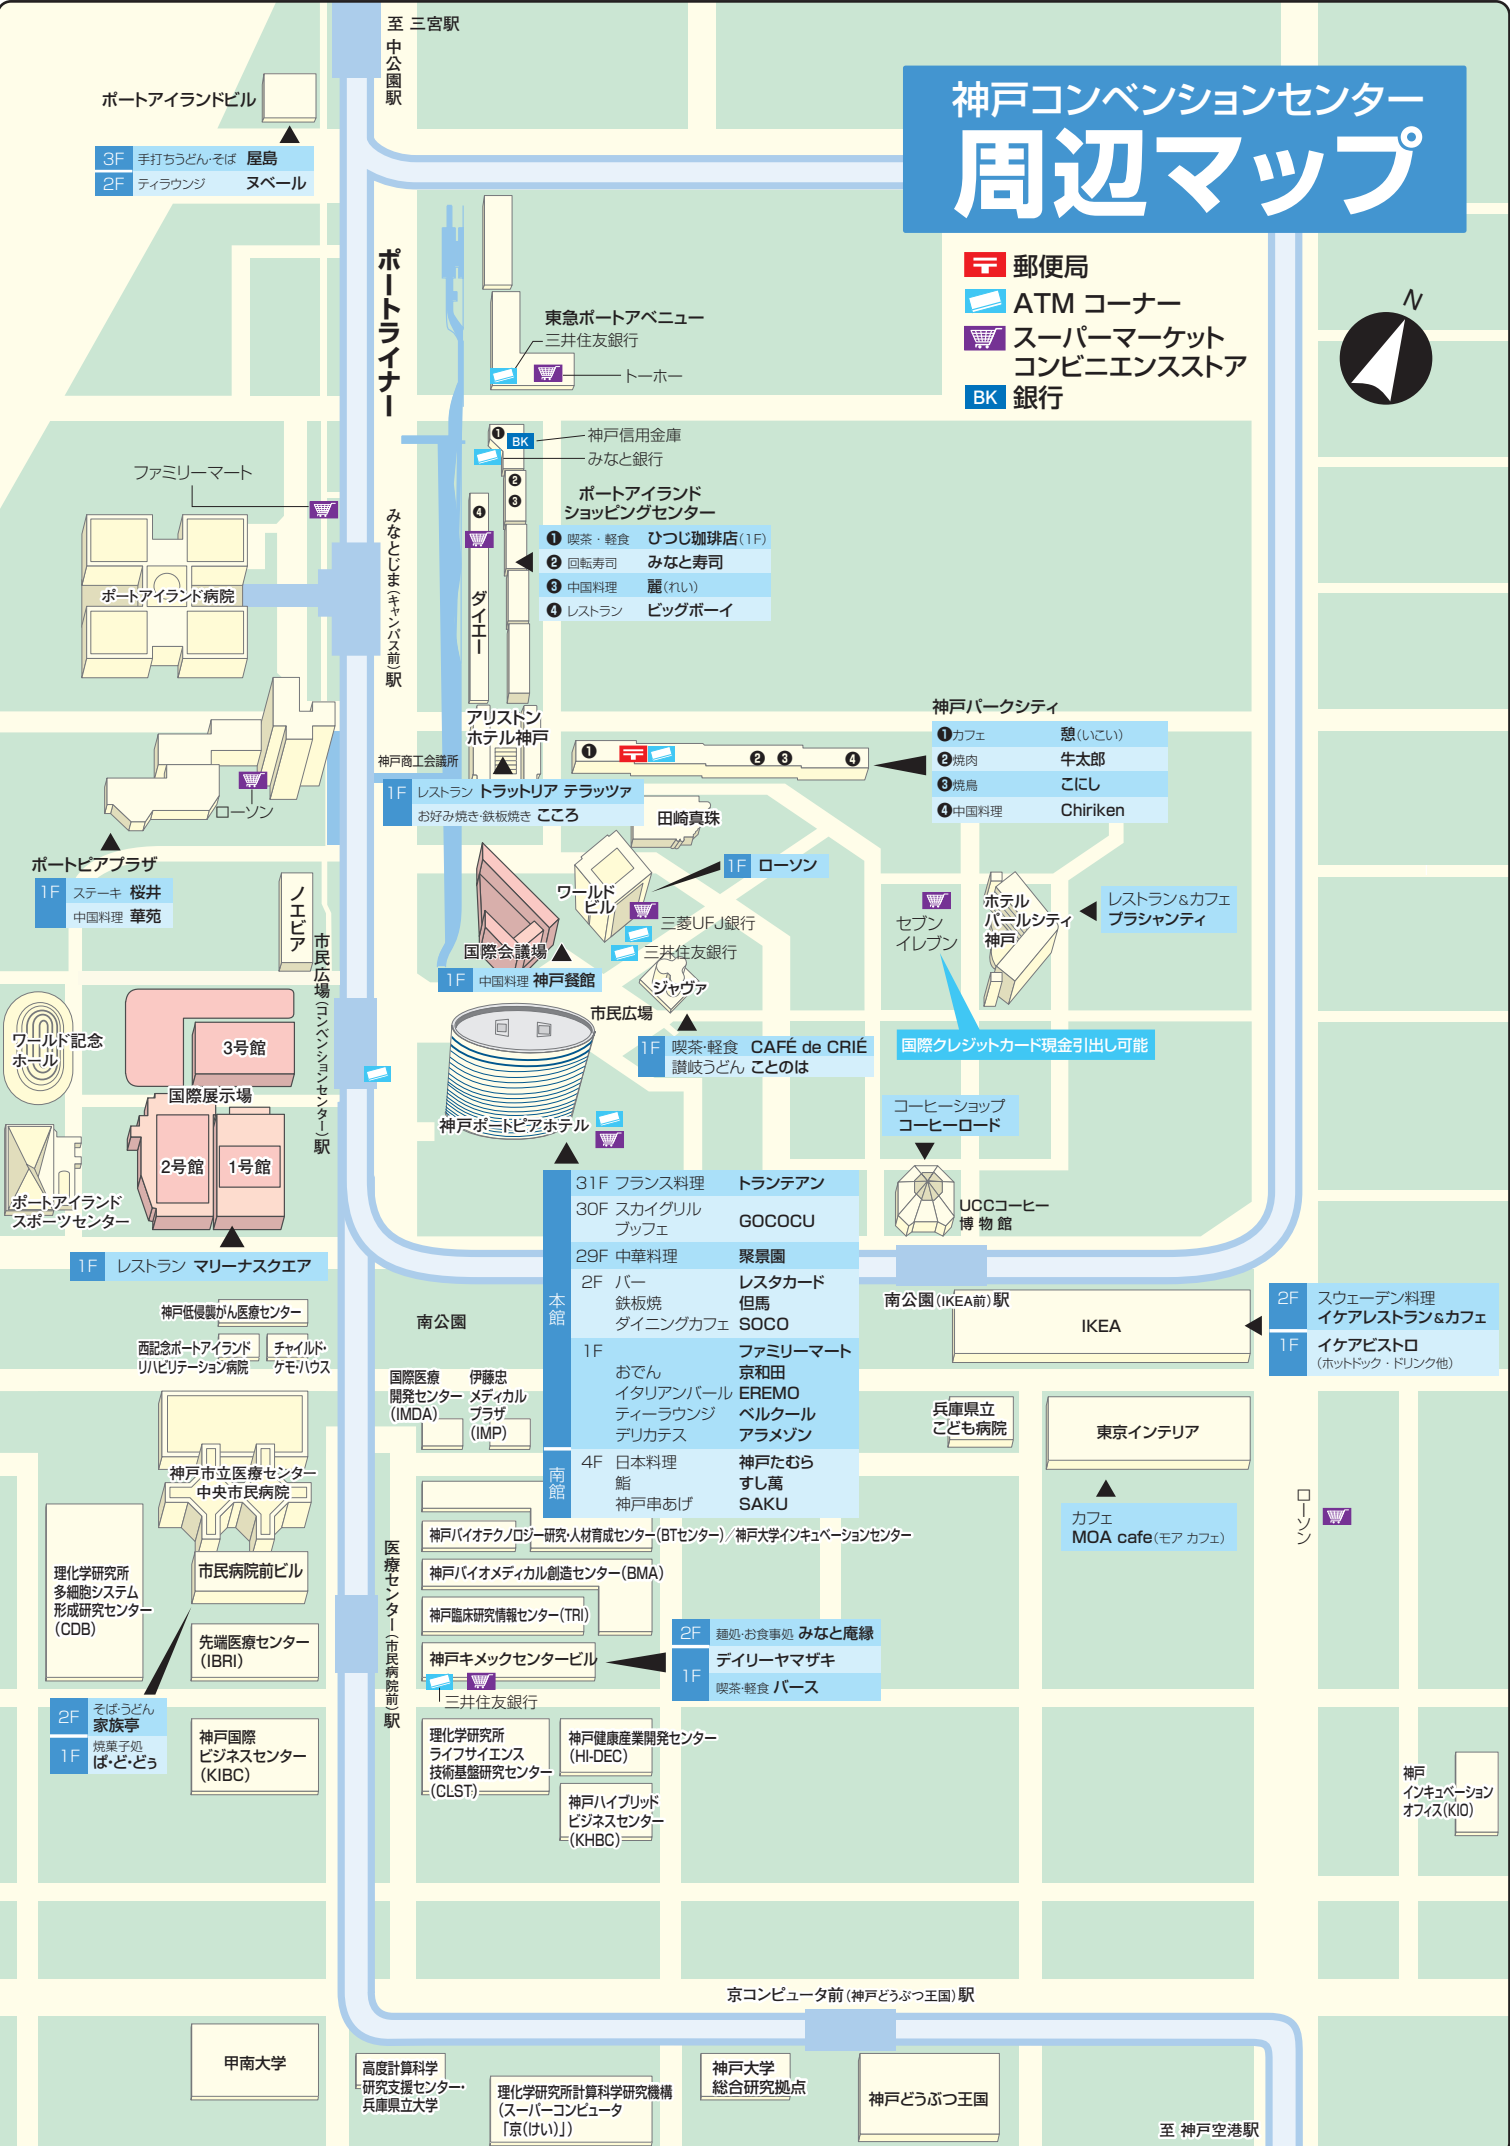 至 三宮駅
中公園駅
神戸コンベンションセンター
周辺マップ
郵便局
ATM コーナー
スーパーマーケット
コンビニエンスストア
BK 銀行
N
ポートアイランドビル
3F 手打ちうどん・そば 屋島
2F ティラウンジ ヌベール
ポートライナー
東急ポートアベニュー
三井住友銀行
トーホー
❶
BK
神戸信用金庫
みなと銀行
❷
❸
❹
ダイエー
ポートアイランド
ショッピングセンター
❶ 喫茶・軽食 ひつじ珈琲店(1F)
❷ 回転寿司 みなと寿司
❸ 中国料理 麗(れい)
❹ レストラン ビッグボーイ
ファミリーマート
ポートアイランド病院
みなとじま(キャンパス前)駅
アリストン
ホテル神戸
神戸商工会議所
1F レストラン トラットリア テラッツァ
お好み焼き・鉄板焼き こころ
❶ ❷ ❸ ❹
神戸パークシティ
❶カフェ 憩(いこい)
❷焼肉 牛太郎
❸焼鳥 こにし
❹中国料理 Chiriken
ローソン
ポートピアプラザ
1F ステーキ 桜井
中国料理 華苑
田崎真珠
ワールド
ビル
1F ローソン
三菱UFJ銀行
三井住友銀行
ノエビア
市民広場(コンベンションセンター)駅
国際会議場
1F 中国料理 神戸餐館
ジャヴァ
市民広場
1F 喫茶・軽食 CAFÉ de CRIÉ
讃岐うどん ことのは
セブン
イレブン
ホテル
パールシティ
神戸
レストラン&カフェ
プラシャンティ
国際クレジットカード現金引出し可能
ワールド記念
ホール
3号館
国際展示場
2号館
1号館
ポートアイランド
スポーツセンター
1F レストラン マリーナスクエア
神戸ポートピアホテル
コーヒーショップ
コーヒーロード
UCCコーヒー
博物館
本館
31F フランス料理 トランテアン
30F スカイグリル
ブッフェ GOCOCU
29F 中華料理 聚景園
2F バー レスタカード
鉄板焼 但馬
ダイニングカフェ SOCO
1F ファミリーマート
おでん 京和田
イタリアンバール EREMO
ティーラウンジ ベルクール
デリカテス アラメゾン
南館
4F 日本料理 神戸たむら
鮨 すし萬
神戸串あげ SAKU
南公園(IKEA前)駅
IKEA
2F スウェーデン料理
イケアレストラン&カフェ
1F イケアビストロ
(ホットドック・ドリンク他)
神戸低侵襲がん医療センター
西記念ポートアイランド
リハビリテーション病院
チャイルド・
ケモ・ハウス
南公園
国際医療
開発センター
(IMDA)
伊藤忠
メディカル
プラザ
(IMP)
兵庫県立
こども病院
東京インテリア
カフェ
MOA cafe(モア カフェ)
ローソン
神戸市立医療センター
中央市民病院
市民病院前ビル
理化学研究所
多細胞システム
形成研究センター
(CDB)
先端医療センター
(IBRI)
2F そば・うどん
家族亭
1F 焼菓子処
ぱ・ど・どぅ
神戸国際
ビジネスセンター
(KIBC)
医療センター(市民病院前)駅
神戸バイオテクノロジー研究・人材育成センター(BTセンター)/神戸大学インキュベーションセンター
神戸バイオメディカル創造センター(BMA)
神戸臨床研究情報センター(TRI)
神戸キメックセンタービル
三井住友銀行
2F 麺処・お食事処 みなと庵縁
1F デイリーヤマザキ
喫茶・軽食 バース
理化学研究所
ライフサイエンス
技術基盤研究センター
(CLST)
神戸健康産業開発センター
(HI-DEC)
神戸ハイブリッド
ビジネスセンター
(KHBC)
神戸
インキュベーション
オフィス(KIO)
京コンピュータ前(神戸どうぶつ王国)駅
甲南大学
高度計算科学
研究支援センター・
兵庫県立大学
理化学研究所計算科学研究機構
(スーパーコンピュータ
「京(けい)」)
神戸大学
総合研究拠点
神戸どうぶつ王国
至 神戸空港駅